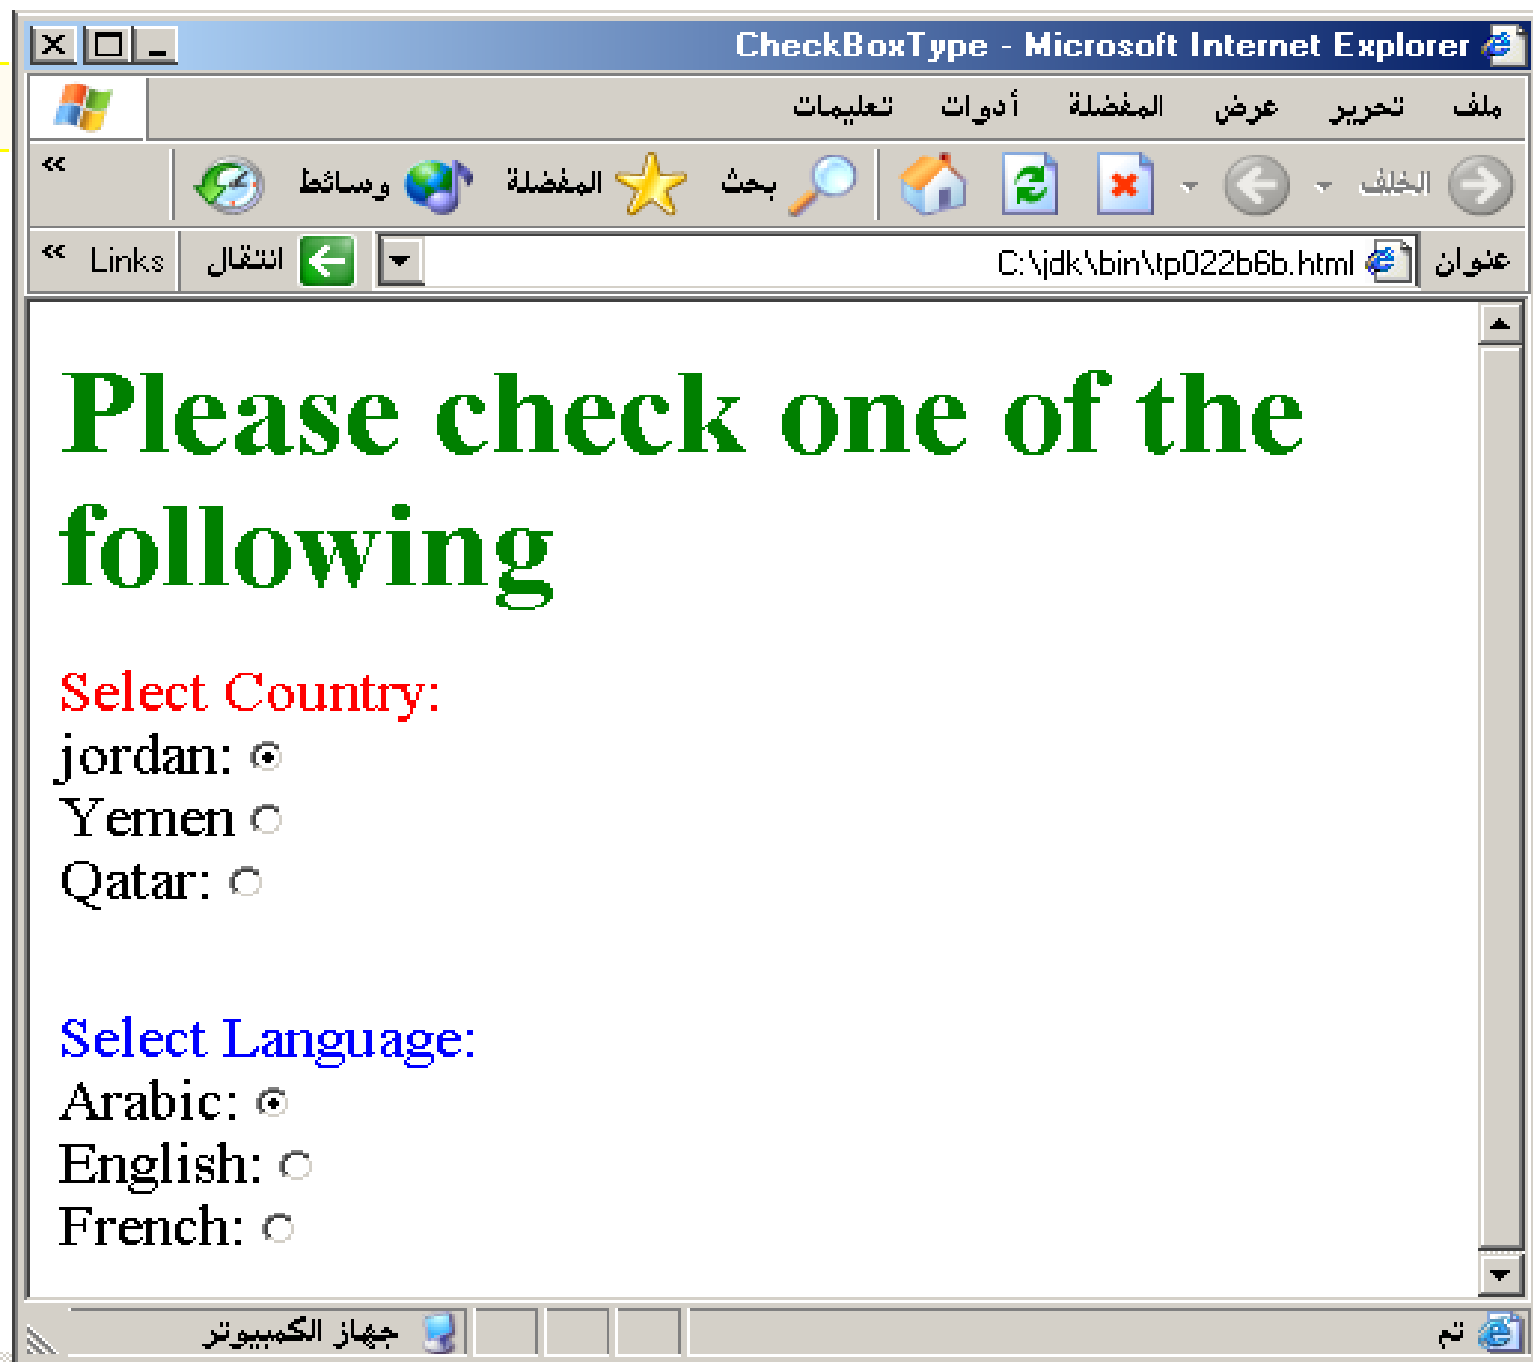 CheckBoxType - Microsoft Internet Explorer
ملف تحرير عرض المفضلة أدوات تعليمات
الخلف بحث المفضلة وسائط »
عنوان C:\jdk\bin\tp022b6b.html انتقال Links »
Please check one of the
following
Select Country:
jordan:
Yemen
Qatar:
Select Language:
Arabic:
English:
French:
تم جهاز الكمبيوتر